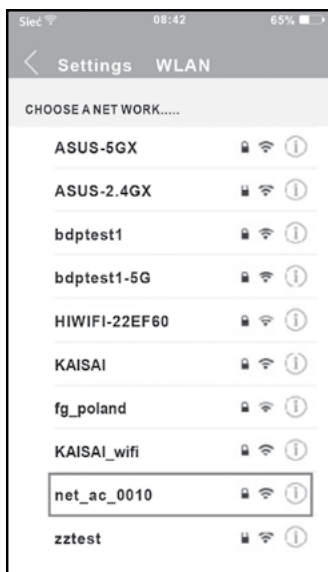 Sieć 08:42 65%
Settings WLAN
CHOOSE A NET WORK.....
ASUS-5GX
ASUS-2.4GX
bdptest1
bdptest1-5G
HIWIFI-22EF60
KAISAI
fg_poland
KAISAI_wifi
net_ac_0010
zztest